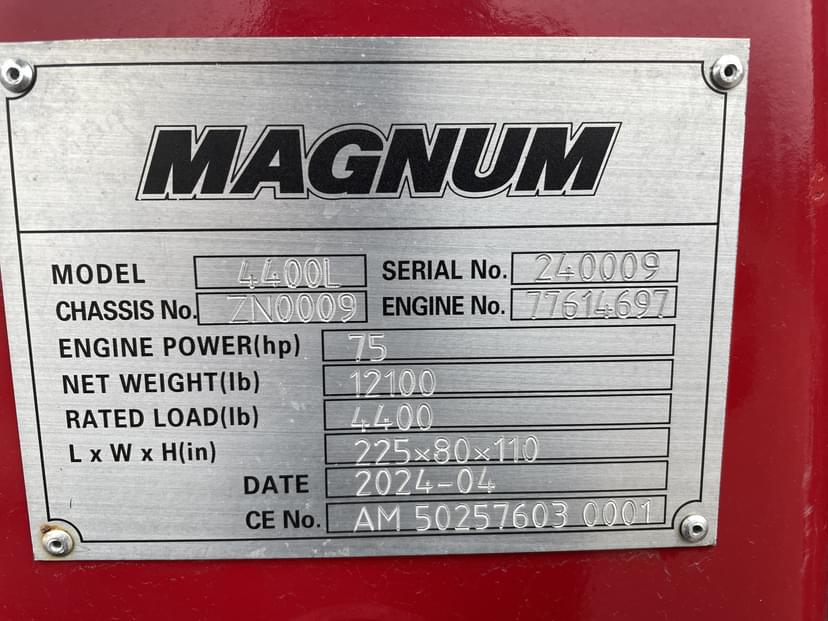 MAGNUM
MODEL 4400L SERIAL No. 240009
CHASSIS No. ZN0009 ENGINE No. 77614697
ENGINE POWER(hp) 75
NET WEIGHT(lb) 12100
RATED LOAD(lb) 4400
L x W x H(in) 225×80×110
DATE 2024-04
CE No. AM 50257603 0001